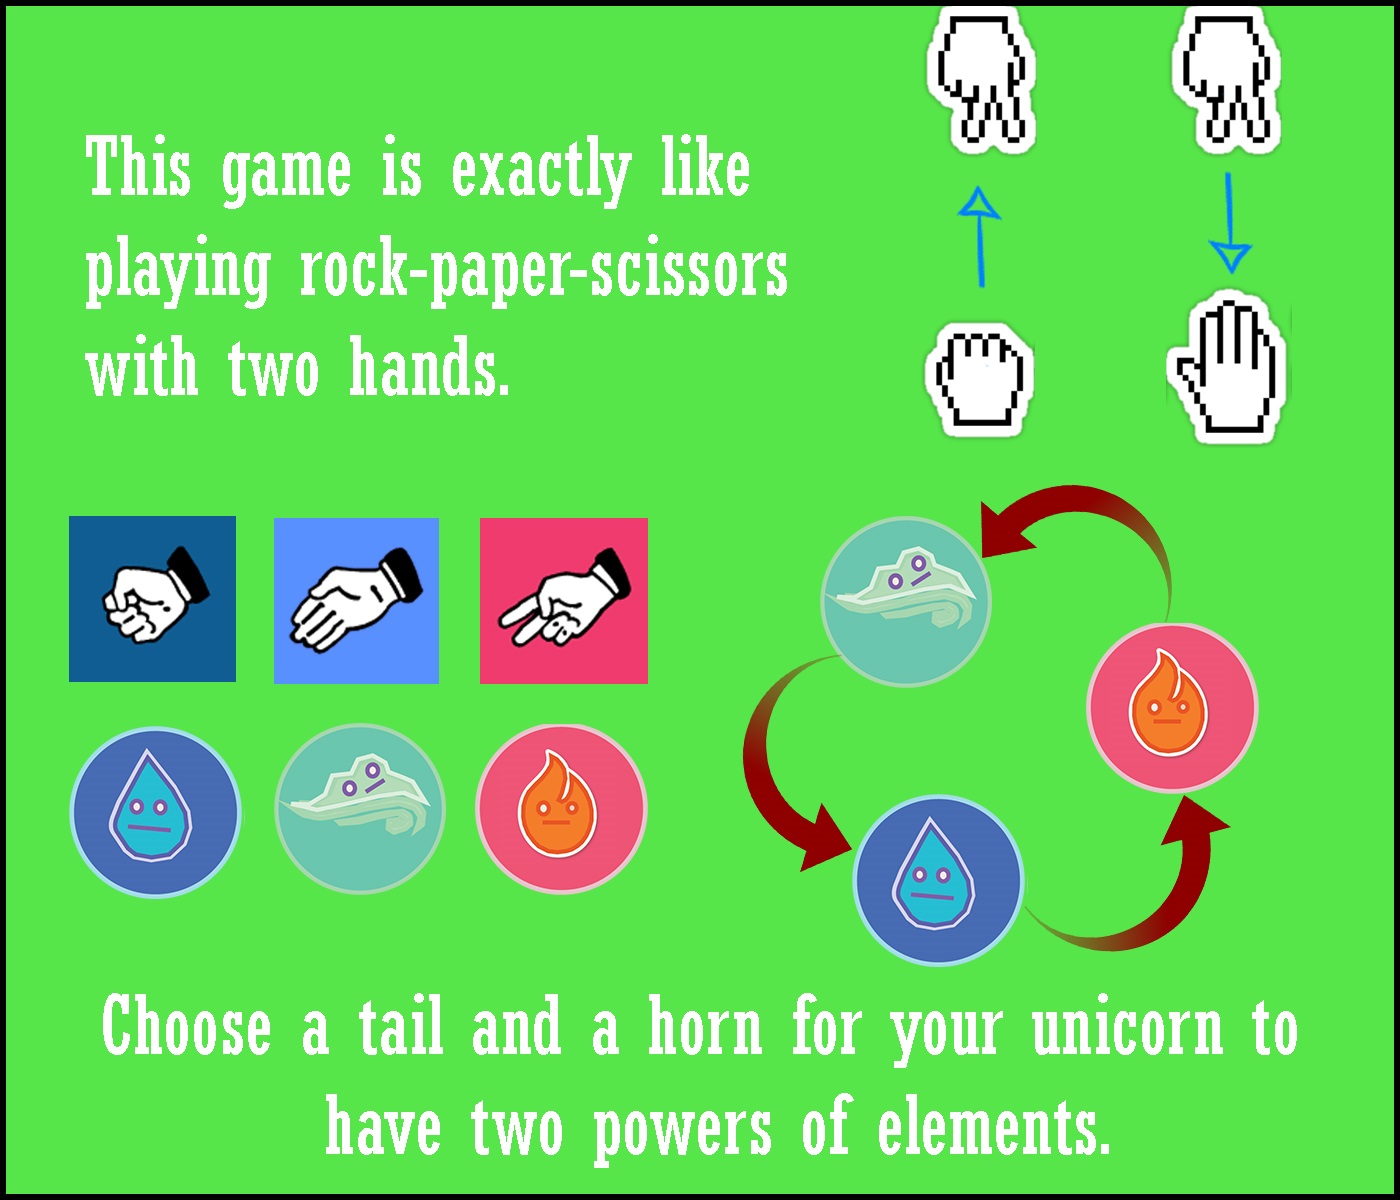 This game is exactly like
playing rock-paper-scissors
with two hands.
Choose a tail and a horn for your unicorn to
have two powers of elements.